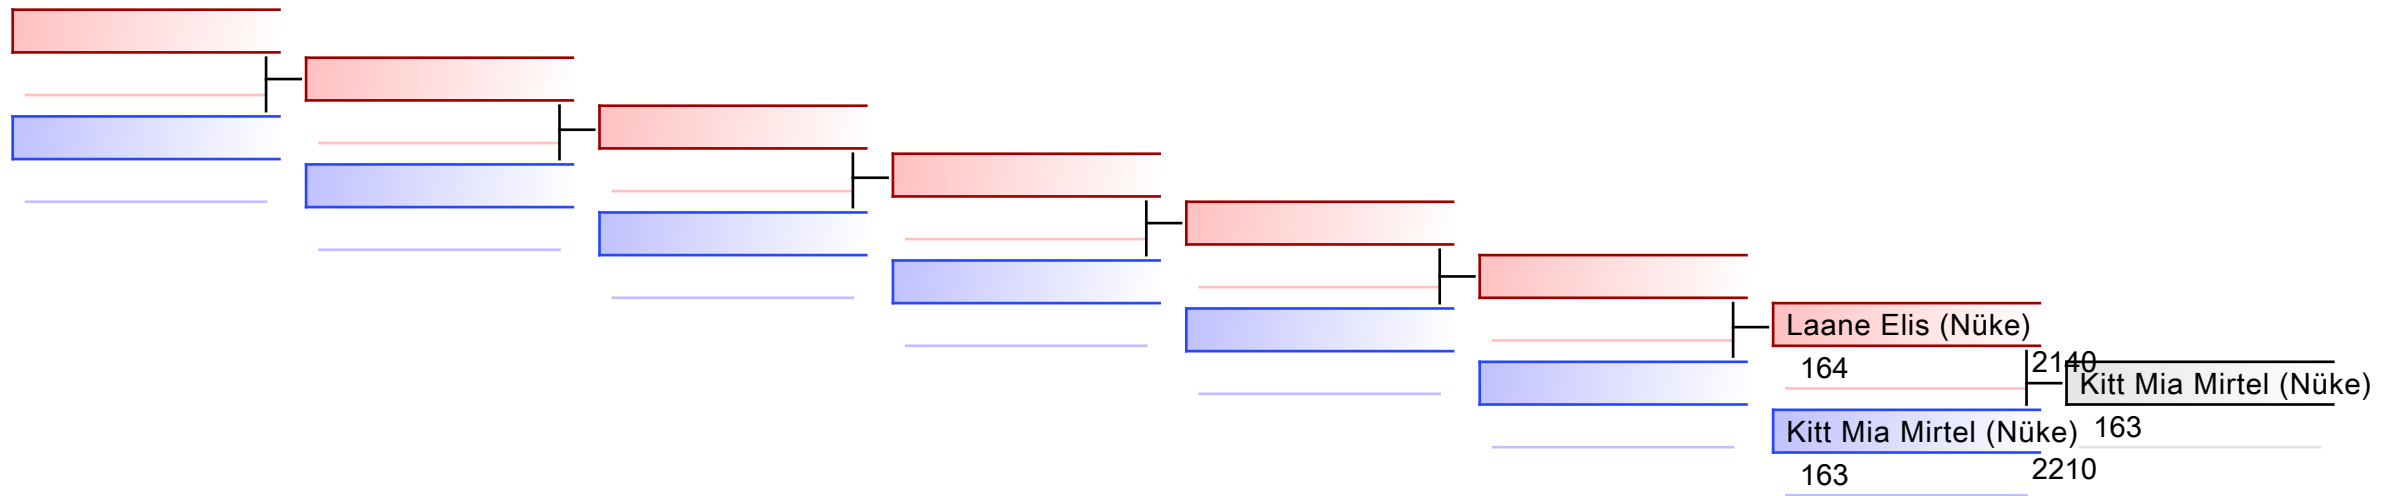 Laane Elis (Nüke)
164 2140
Kitt Mia Mirtel (Nüke)
163
Kitt Mia Mirtel (Nüke)
163 2210